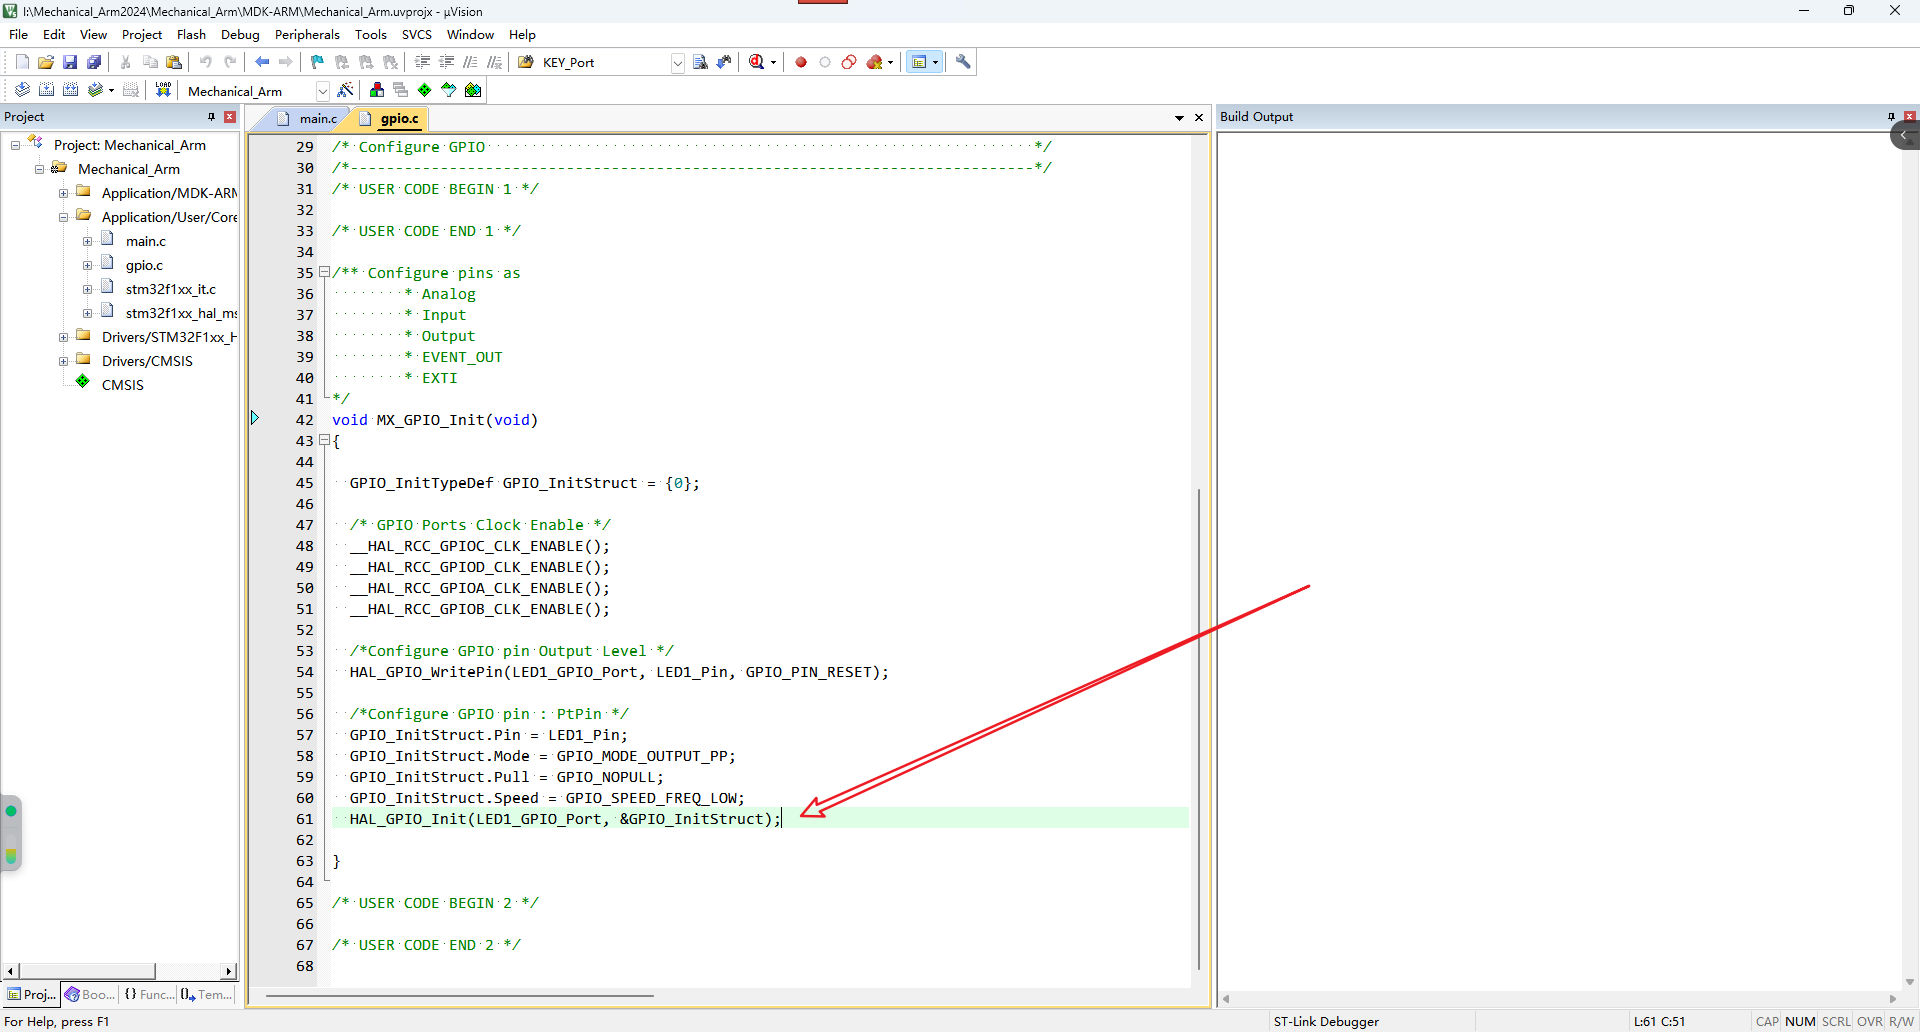 I:\Mechanical_Arm2024\Mechanical_Arm\MDK-ARM\Mechanical_Arm.uvprojx - µVision
File Edit View Project Flash Debug Peripherals Tools SVCS Window Help
KEY_Port
LOAD Mechanical_Arm
Project
Project: Mechanical_Arm
Mechanical_Arm
Application/MDK-ARM
Application/User/Core
main.c
gpio.c
stm32f1xx_it.c
stm32f1xx_hal_ms
Drivers/STM32F1xx_H
Drivers/CMSIS
CMSIS
Proj... Boo... {} Func... Tem...
main.c gpio.c
29 /* Configure GPIO */
30 /*----------------------------------------------------------------------------*/
31 /* USER CODE BEGIN 1 */
32
33 /* USER CODE END 1 */
34
35 /** Configure pins as
36 * Analog
37 * Input
38 * Output
39 * EVENT_OUT
40 * EXTI
41 */
42 void MX_GPIO_Init(void)
43 {
44
45 GPIO_InitTypeDef GPIO_InitStruct = {0};
46
47 /* GPIO Ports Clock Enable */
48 __HAL_RCC_GPIOC_CLK_ENABLE();
49 __HAL_RCC_GPIOD_CLK_ENABLE();
50 __HAL_RCC_GPIOA_CLK_ENABLE();
51 __HAL_RCC_GPIOB_CLK_ENABLE();
52
53 /*Configure GPIO pin Output Level */
54 HAL_GPIO_WritePin(LED1_GPIO_Port, LED1_Pin, GPIO_PIN_RESET);
55
56 /*Configure GPIO pin : PtPin */
57 GPIO_InitStruct.Pin = LED1_Pin;
58 GPIO_InitStruct.Mode = GPIO_MODE_OUTPUT_PP;
59 GPIO_InitStruct.Pull = GPIO_NOPULL;
60 GPIO_InitStruct.Speed = GPIO_SPEED_FREQ_LOW;
61 HAL_GPIO_Init(LED1_GPIO_Port, &GPIO_InitStruct);
62
63 }
64
65 /* USER CODE BEGIN 2 */
66
67 /* USER CODE END 2 */
68
Build Output
For Help, press F1
ST-Link Debugger
L:61 C:51
CAP NUM SCRL OVR R/W